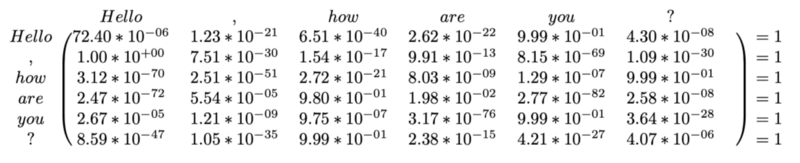 Hello , how are you ?
Hello 72.40 * 10^-06 1.23 * 10^-21 6.51 * 10^-40 2.62 * 10^-22 9.99 * 10^-01 4.30 * 10^-08 = 1
, 1.00 * 10^+00 7.51 * 10^-30 1.54 * 10^-17 9.91 * 10^-13 8.15 * 10^-69 1.09 * 10^-30 = 1
how 3.12 * 10^-70 2.51 * 10^-51 2.72 * 10^-21 8.03 * 10^-09 1.29 * 10^-07 9.99 * 10^-01 = 1
are 2.47 * 10^-72 5.54 * 10^-05 9.80 * 10^-01 1.98 * 10^-02 2.77 * 10^-82 2.58 * 10^-08 = 1
you 2.67 * 10^-05 1.21 * 10^-09 9.75 * 10^-07 3.17 * 10^-76 9.99 * 10^-01 3.64 * 10^-28 = 1
? 8.59 * 10^-47 1.05 * 10^-35 9.99 * 10^-01 2.38 * 10^-15 4.21 * 10^-27 4.07 * 10^-06 = 1